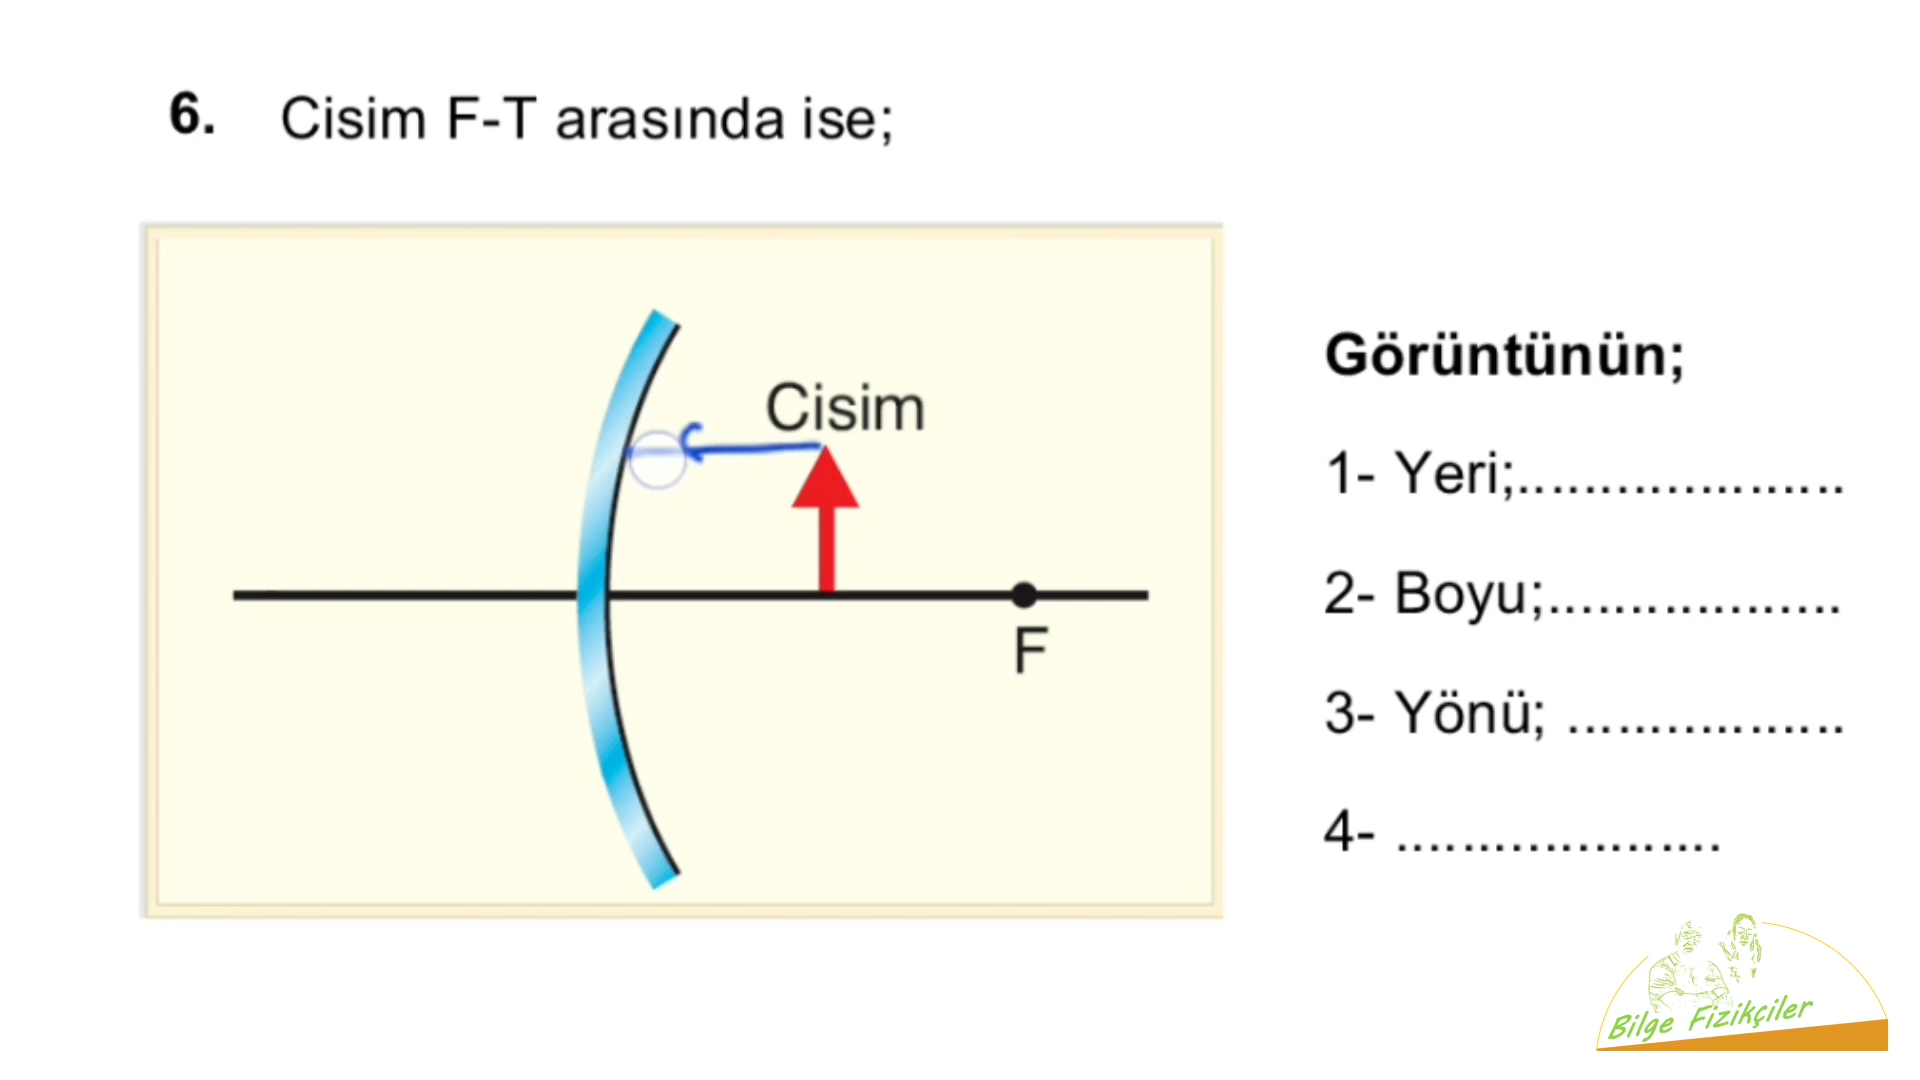 6. Cisim F-T arasında ise;
Cisim
F
Görüntünün;
1- Yeri;....................
2- Boyu;..................
3- Yönü; .................
4- ....................
Bilge Fizikçiler